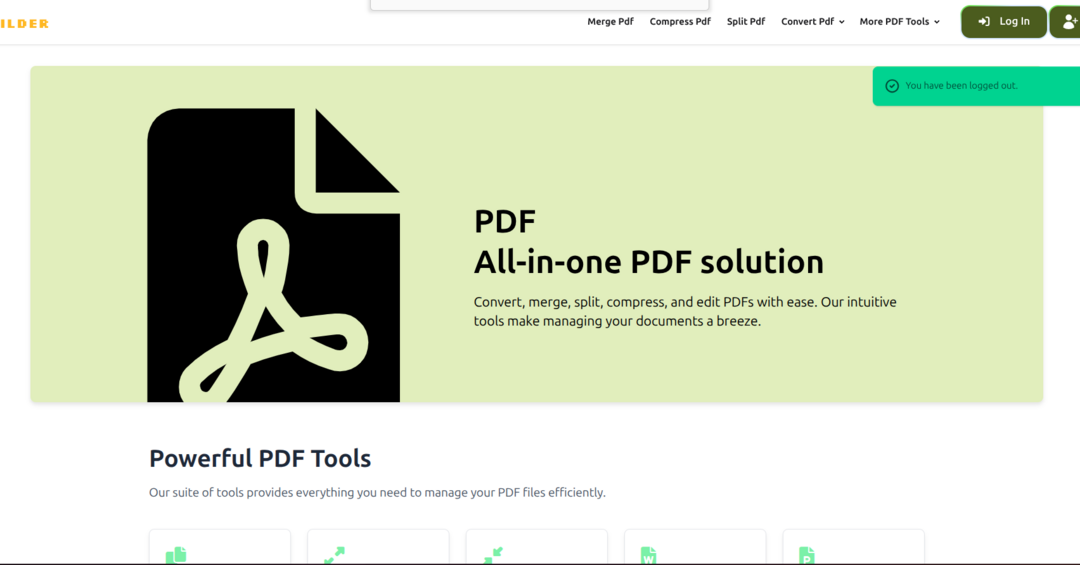 ILDER
Merge Pdf Compress Pdf Split Pdf Convert Pdf More PDF Tools Log In
You have been logged out.
PDF
All-in-one PDF solution
Convert, merge, split, compress, and edit PDFs with ease. Our intuitive
tools make managing your documents a breeze.
Powerful PDF Tools
Our suite of tools provides everything you need to manage your PDF files efficiently.
W
P